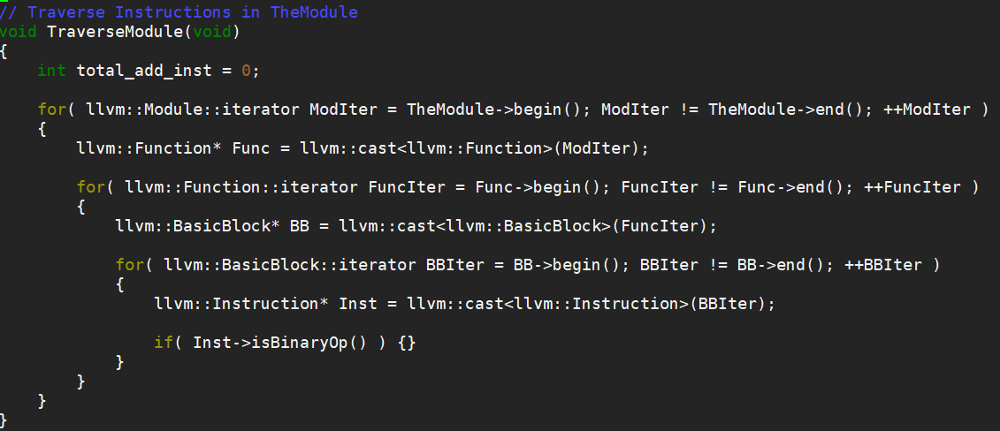 // Traverse Instructions in TheModule
void TraverseModule(void)
{
    int total_add_inst = 0;

    for( llvm::Module::iterator ModIter = TheModule->begin(); ModIter != TheModule->end(); ++ModIter )
    {
        llvm::Function* Func = llvm::cast<llvm::Function>(ModIter);

        for( llvm::Function::iterator FuncIter = Func->begin(); FuncIter != Func->end(); ++FuncIter )
        {
            llvm::BasicBlock* BB = llvm::cast<llvm::BasicBlock>(FuncIter);

            for( llvm::BasicBlock::iterator BBIter = BB->begin(); BBIter != BB->end(); ++BBIter )
            {
                llvm::Instruction* Inst = llvm::cast<llvm::Instruction>(BBIter);

                if( Inst->isBinaryOp() ) {}
            }
        }
    }
}